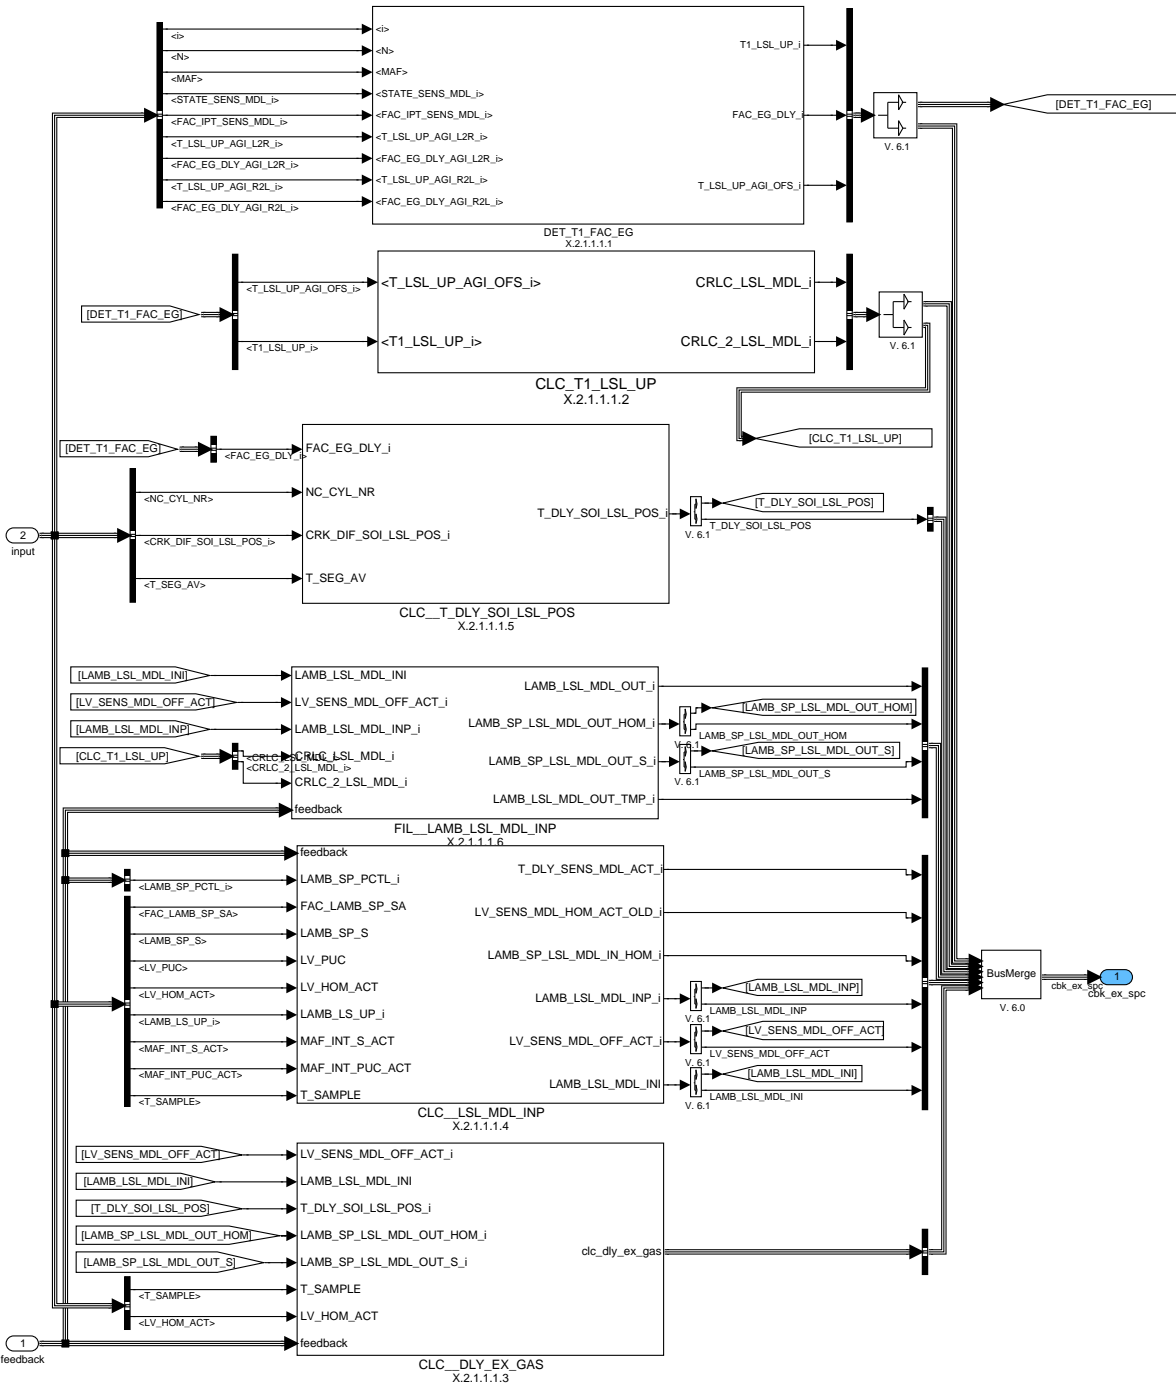 <i>
<N>
<MAF>
<STATE_SENS_MDL_i>
<FAC_IPT_SENS_MDL_i>
<T_LSL_UP_AGI_L2R_i>
<FAC_EG_DLY_AGI_L2R_i>
<T_LSL_UP_AGI_R2L_i>
<FAC_EG_DLY_AGI_R2L_i>
<i>
<N>
<MAF>
<STATE_SENS_MDL_i>
<FAC_IPT_SENS_MDL_i>
<T_LSL_UP_AGI_L2R_i>
<FAC_EG_DLY_AGI_L2R_i>
<T_LSL_UP_AGI_R2L_i>
<FAC_EG_DLY_AGI_R2L_i>
T1_LSL_UP_i
FAC_EG_DLY_i
T_LSL_UP_AGI_OFS_i
V. 6.1
[DET_T1_FAC_EG]
DET_T1_FAC_EG
X.2.1.1.1.1
[DET_T1_FAC_EG]
<T_LSL_UP_AGI_OFS_i>
<T1_LSL_UP_i>
<T_LSL_UP_AGI_OFS_i>
<T1_LSL_UP_i>
CRLC_LSL_MDL_i
CRLC_2_LSL_MDL_i
V. 6.1
CLC_T1_LSL_UP
X.2.1.1.1.2
[CLC_T1_LSL_UP]
[DET_T1_FAC_EG]
<FAC_EG_DLY_i>
<NC_CYL_NR>
<CRK_DIF_SOI_LSL_POS_i>
<T_SEG_AV>
FAC_EG_DLY_i
NC_CYL_NR
CRK_DIF_SOI_LSL_POS_i
T_SEG_AV
T_DLY_SOI_LSL_POS_i
[T_DLY_SOI_LSL_POS]
T_DLY_SOI_LSL_POS
V. 6.1
2
input
CLC__T_DLY_SOI_LSL_POS
X.2.1.1.1.5
[LAMB_LSL_MDL_INI]
[LV_SENS_MDL_OFF_ACT]
[LAMB_LSL_MDL_INP]
[CLC_T1_LSL_UP]
<CRLC_2_LSL_MDL_i>
LAMB_LSL_MDL_INI
LV_SENS_MDL_OFF_ACT_i
LAMB_LSL_MDL_INP_i
CRLC_LSL_MDL_i
CRLC_2_LSL_MDL_i
feedback
LAMB_LSL_MDL_OUT_i
LAMB_SP_LSL_MDL_OUT_HOM_i
LAMB_SP_LSL_MDL_OUT_S_i
LAMB_LSL_MDL_OUT_TMP_i
[LAMB_SP_LSL_MDL_OUT_HOM]
LAMB_SP_LSL_MDL_OUT_HOM
V. 6.1
[LAMB_SP_LSL_MDL_OUT_S]
LAMB_SP_LSL_MDL_OUT_S
V. 6.1
FIL__LAMB_LSL_MDL_INP
X.2.1.1.1.6
<LAMB_SP_PCTL_i>
<FAC_LAMB_SP_SA>
<LAMB_SP_S>
<LV_PUC>
<LV_HOM_ACT>
<LAMB_LS_UP_i>
<MAF_INT_S_ACT>
<MAF_INT_PUC_ACT>
<T_SAMPLE>
feedback
LAMB_SP_PCTL_i
FAC_LAMB_SP_SA
LAMB_SP_S
LV_PUC
LV_HOM_ACT
LAMB_LS_UP_i
MAF_INT_S_ACT
MAF_INT_PUC_ACT
T_SAMPLE
T_DLY_SENS_MDL_ACT_i
LV_SENS_MDL_HOM_ACT_OLD_i
LAMB_SP_LSL_MDL_IN_HOM_i
LAMB_LSL_MDL_INP_i
LV_SENS_MDL_OFF_ACT_i
LAMB_LSL_MDL_INI
[LAMB_LSL_MDL_INP]
LAMB_LSL_MDL_INP
V. 6.1
[LV_SENS_MDL_OFF_ACT]
LV_SENS_MDL_OFF_ACT
V. 6.1
[LAMB_LSL_MDL_INI]
LAMB_LSL_MDL_INI
V. 6.1
BusMerge
V. 6.0
cbk_ex_spc
1
cbk_ex_spc
CLC__LSL_MDL_INP
X.2.1.1.1.4
[LV_SENS_MDL_OFF_ACT]
[LAMB_LSL_MDL_INI]
[T_DLY_SOI_LSL_POS]
[LAMB_SP_LSL_MDL_OUT_HOM]
[LAMB_SP_LSL_MDL_OUT_S]
<T_SAMPLE>
<LV_HOM_ACT>
LV_SENS_MDL_OFF_ACT_i
LAMB_LSL_MDL_INI
T_DLY_SOI_LSL_POS_i
LAMB_SP_LSL_MDL_OUT_HOM_i
LAMB_SP_LSL_MDL_OUT_S_i
T_SAMPLE
LV_HOM_ACT
feedback
clc_dly_ex_gas
1
feedback
CLC__DLY_EX_GAS
X.2.1.1.1.3